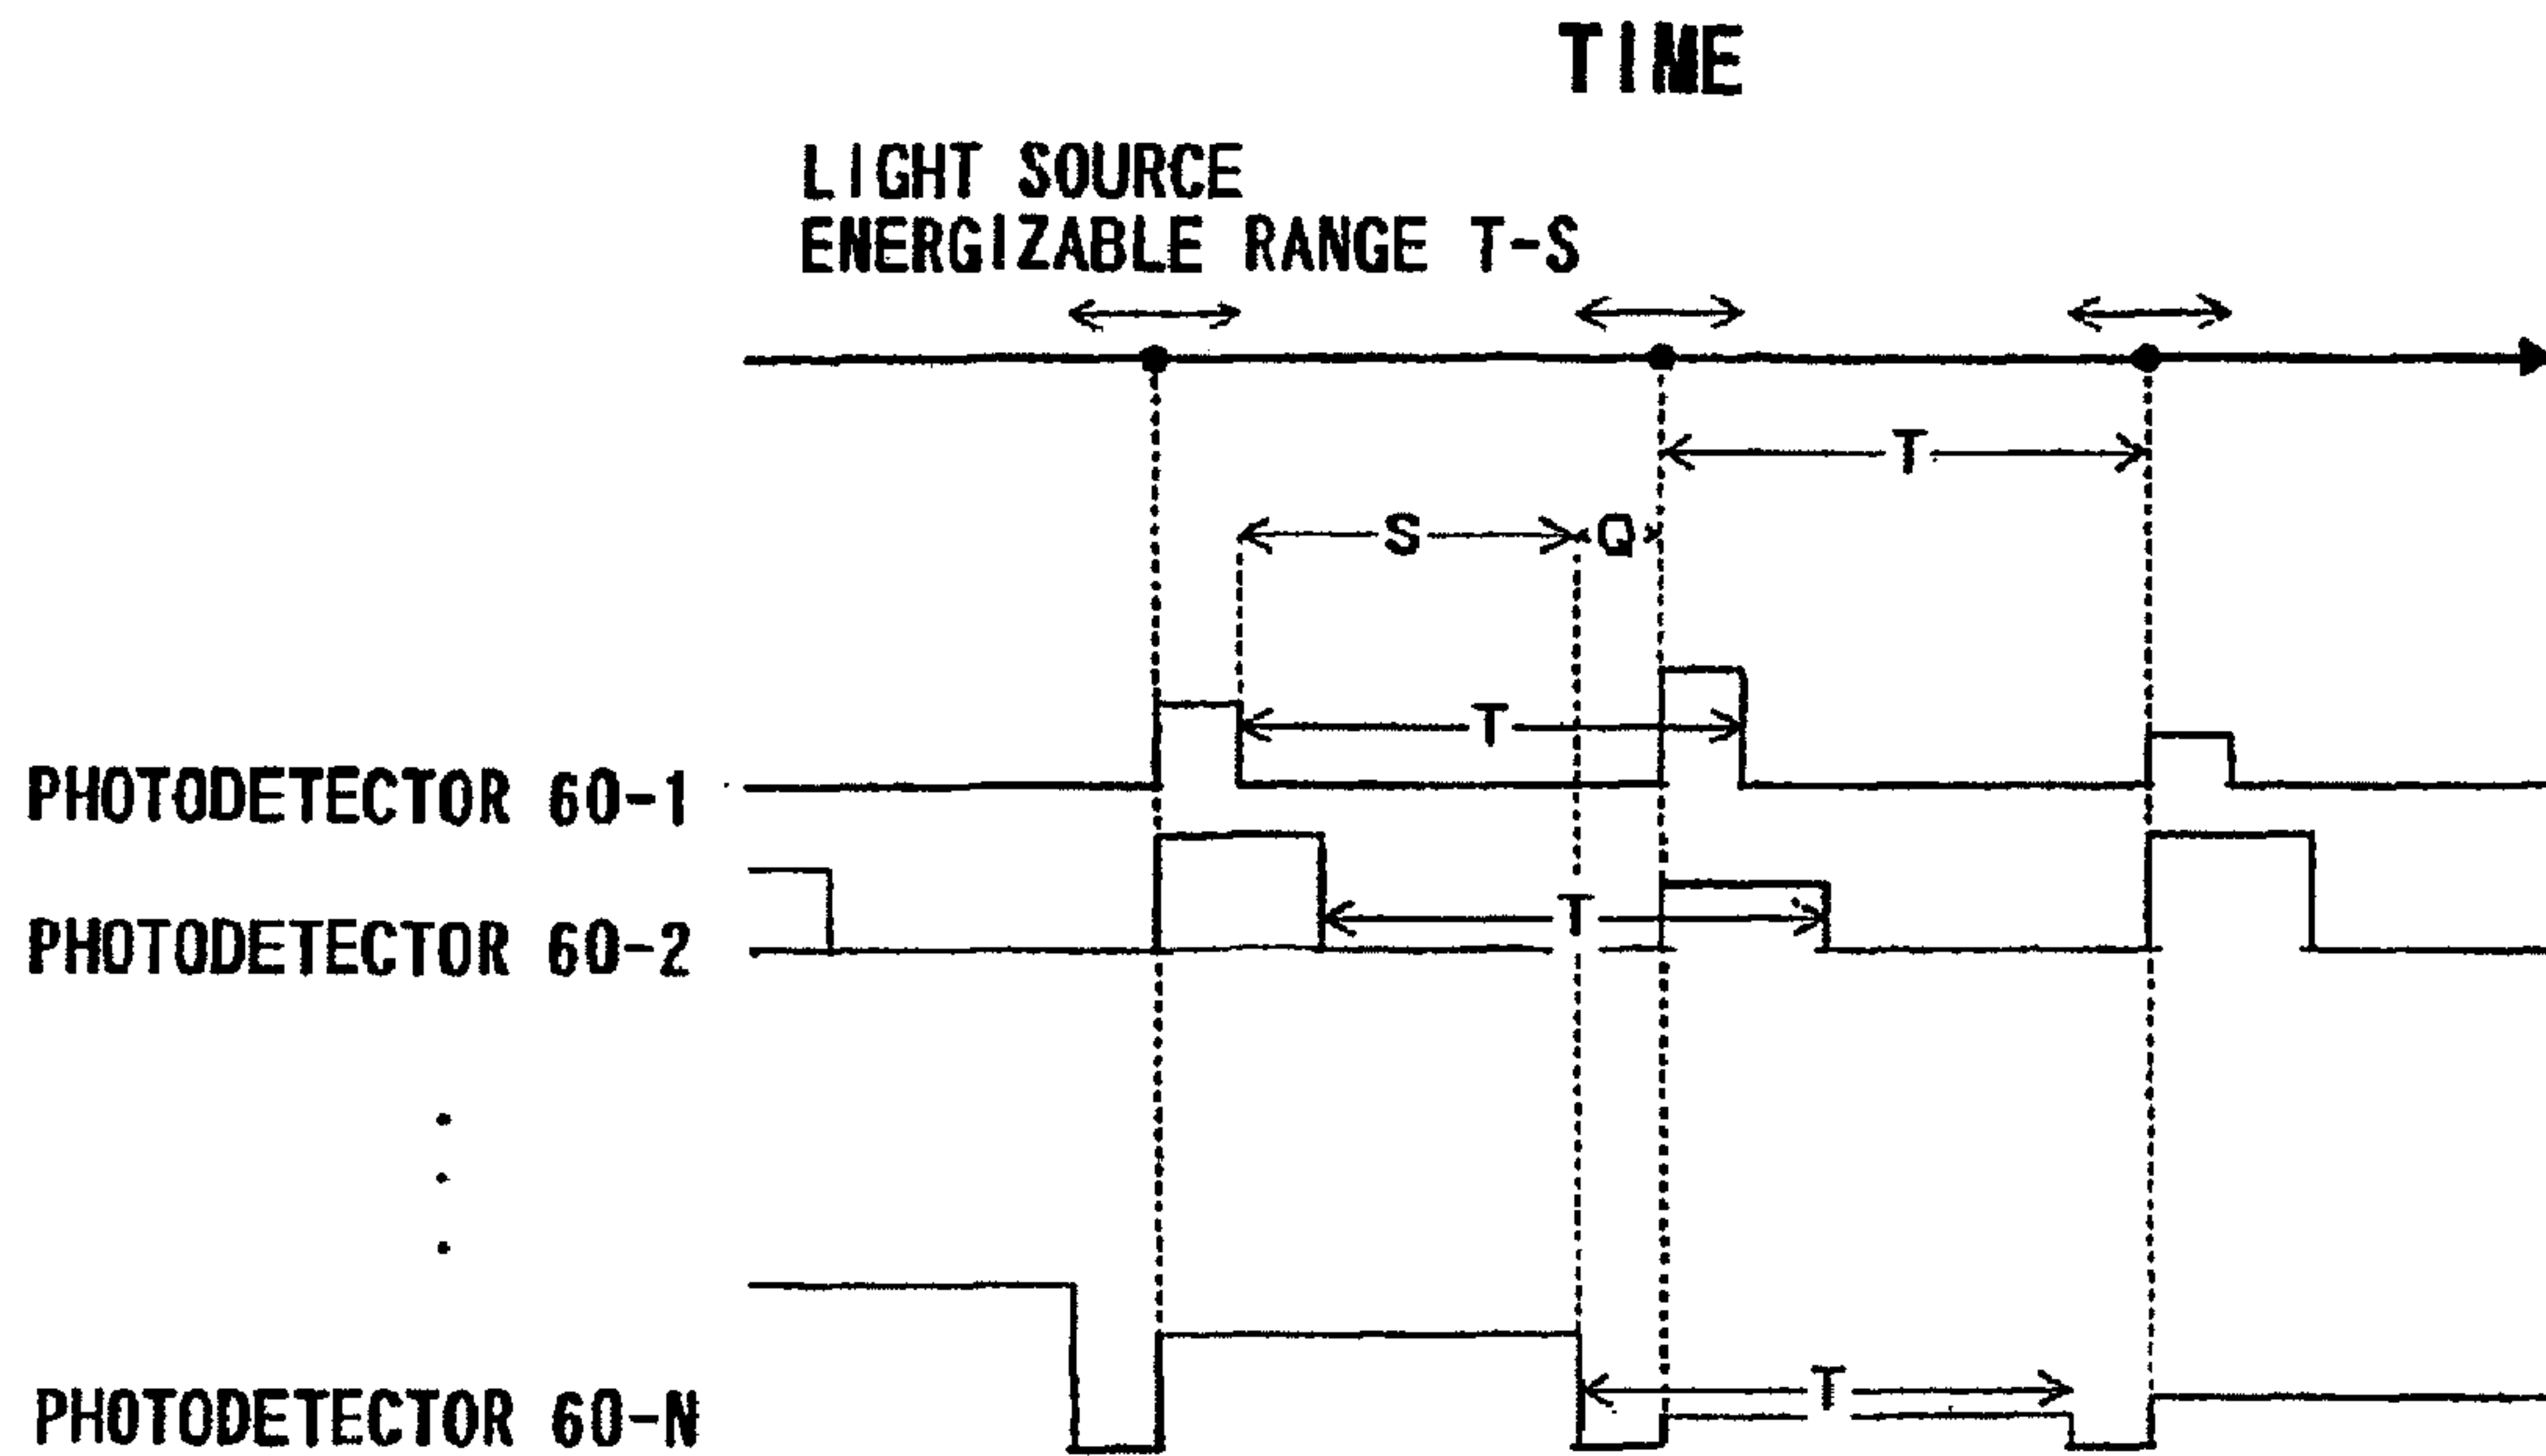 TIME
LIGHT SOURCE
ENERGIZABLE RANGE T-S
T
S
Q
T
PHOTODETECTOR 60-1
T
PHOTODETECTOR 60-2
T
PHOTODETECTOR 60-N